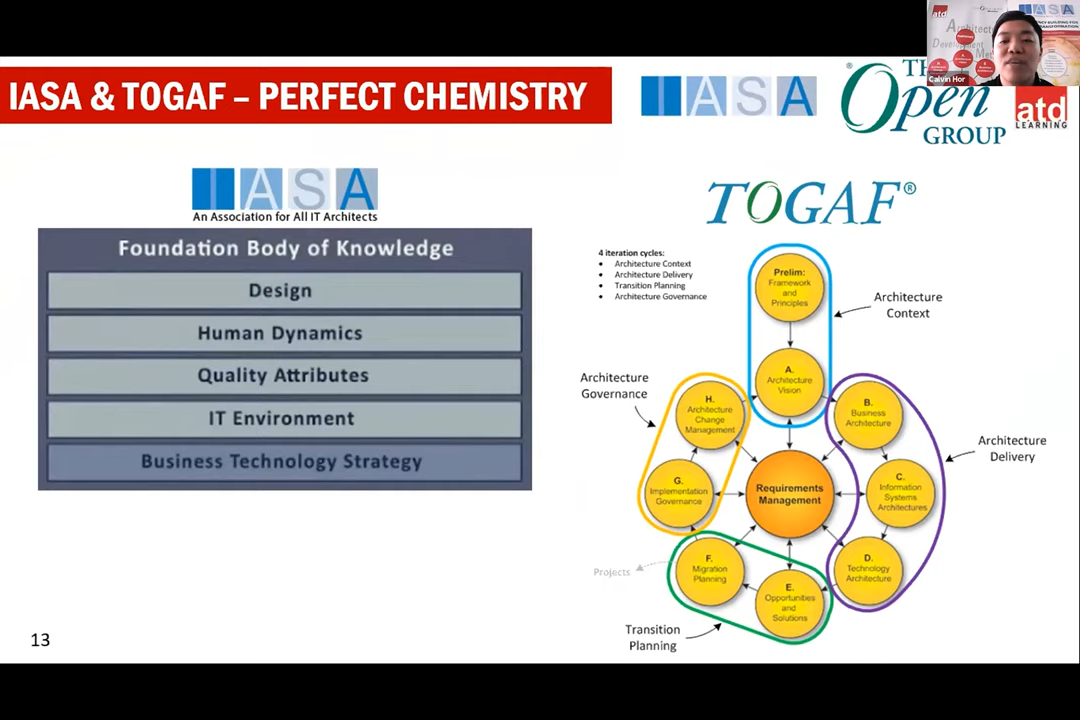 IASA & TOGAF – PERFECT CHEMISTRY
IASA
THE
Open
GROUP
®
atd
LEARNING
atd
IASA
Calvin Hor
IASA
An Association for All IT Architects
Foundation Body of Knowledge
Design
Human Dynamics
Quality Attributes
IT Environment
Business Technology Strategy
TOGAF®
4 iteration cycles:
• Architecture Context
• Architecture Delivery
• Transition Planning
• Architecture Governance
Prelim:
Framework
and
Principles
Architecture
Context
A.
Architecture
Vision
Architecture
Governance
H.
Architecture
Change
Management
B.
Business
Architecture
Architecture
Delivery
G.
Implementation
Governance
Requirements
Management
C.
Information
Systems
Architectures
F.
Migration
Planning
D.
Technology
Architecture
Projects
E.
Opportunities
and
Solutions
Transition
Planning
13